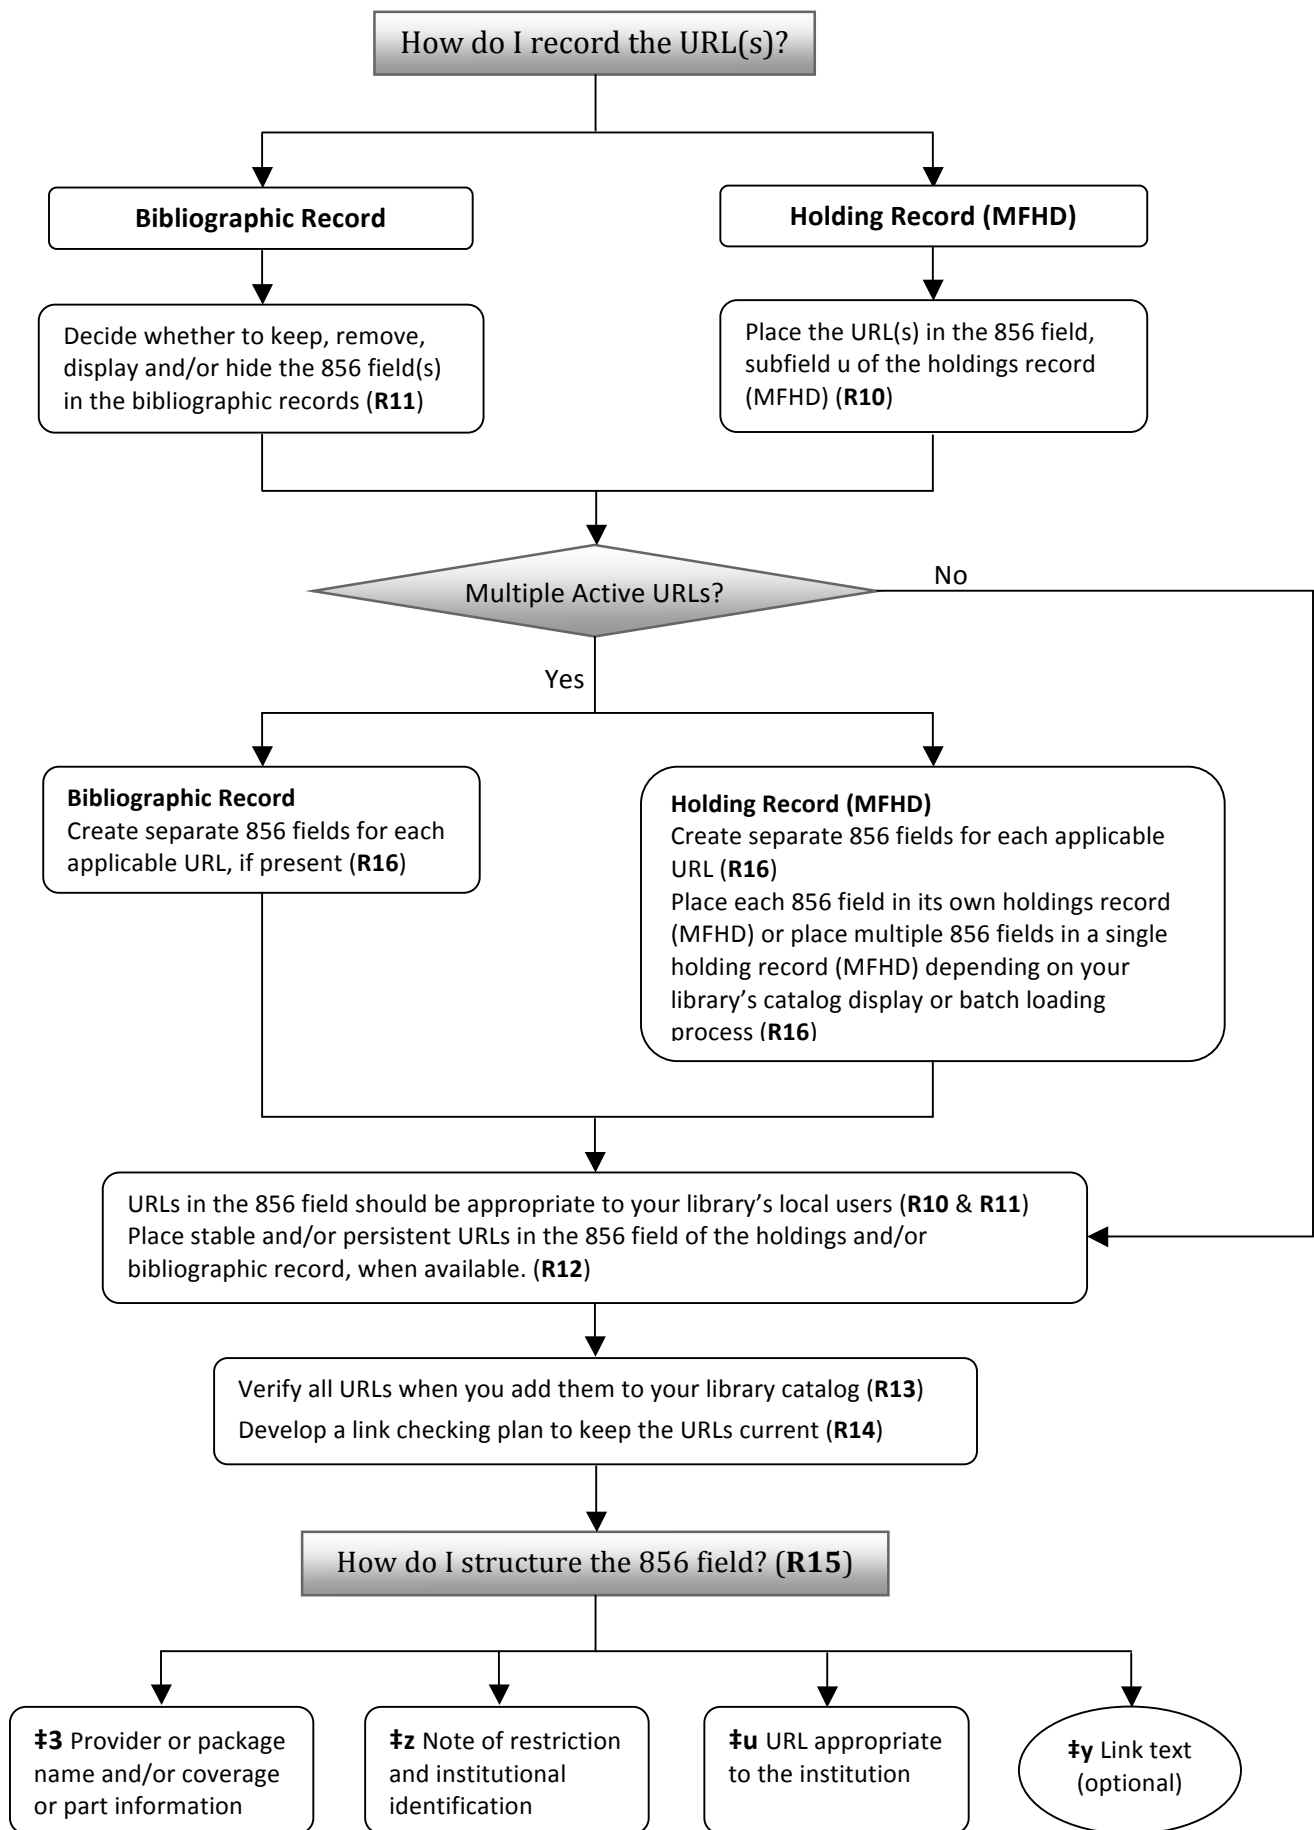 How do I record the URL(s)?
Bibliographic Record
Holding Record (MFHD)
Decide whether to keep, remove,
display and/or hide the 856 field(s)
in the bibliographic records (R11)
Place the URL(s) in the 856 field,
subfield u of the holdings record
(MFHD) (R10)
Multiple Active URLs?
No
Yes
Bibliographic Record
Create separate 856 fields for each
applicable URL, if present (R16)
Holding Record (MFHD)
Create separate 856 fields for each applicable
URL (R16)
Place each 856 field in its own holdings record
(MFHD) or place multiple 856 fields in a single
holding record (MFHD) depending on your
library’s catalog display or batch loading
process (R16)
URLs in the 856 field should be appropriate to your library’s local users (R10 & R11)
Place stable and/or persistent URLs in the 856 field of the holdings and/or
bibliographic record, when available. (R12)
Verify all URLs when you add them to your library catalog (R13)
Develop a link checking plan to keep the URLs current (R14)
How do I structure the 856 field? (R15)
‡3 Provider or package
name and/or coverage
or part information
‡z Note of restriction
and institutional
identification
‡u URL appropriate
to the institution
‡y Link text
(optional)